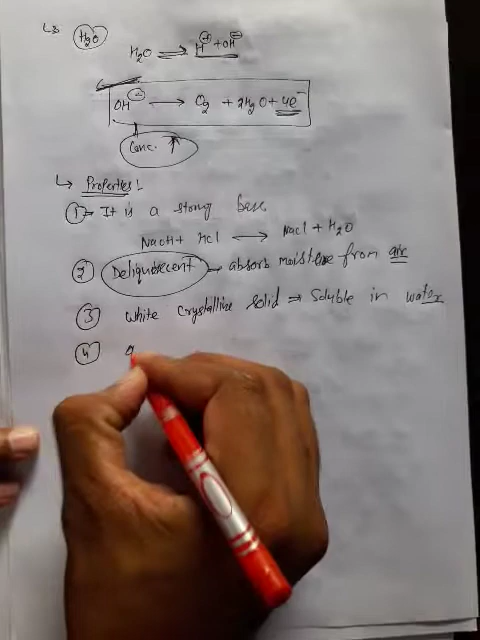 H2O
H2O ⇌ H⊕ + OH⊖
OH⊖ → O2 + 2H2O + 4e-
Conc. ↑
↳ Properties:
① It is a strong base
NaOH + HCl → NaCl + H2O
② Deliquescent → absorb moisture from air
③ white crystalline solid ⇒ Soluble in water
④